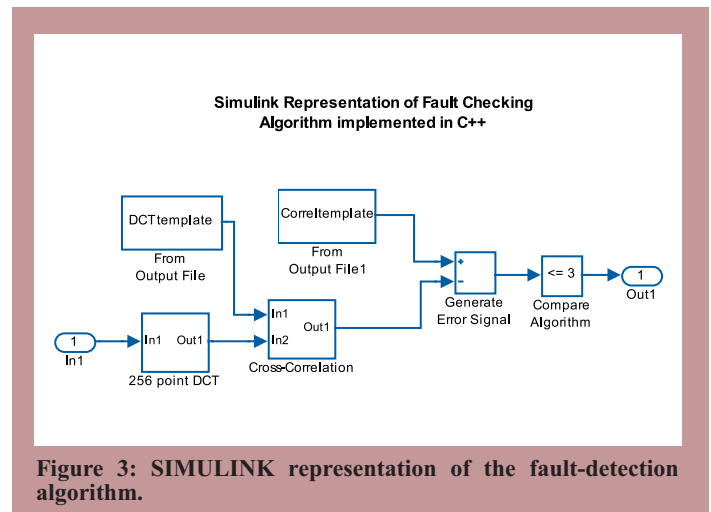 Simulink Representation of Fault Checking
Algorithm implemented in C++
DCTtemplate
From
Output File
Correltemplate
From
Output File1
+
−
Generate
Error Signal
<= 3
Compare
Algorithm
1
Out1
1
In1
In1 Out1
256 point DCT
In1
In2
Out1
Cross-Correlation
Figure 3: SIMULINK representation of the fault-detection
algorithm.